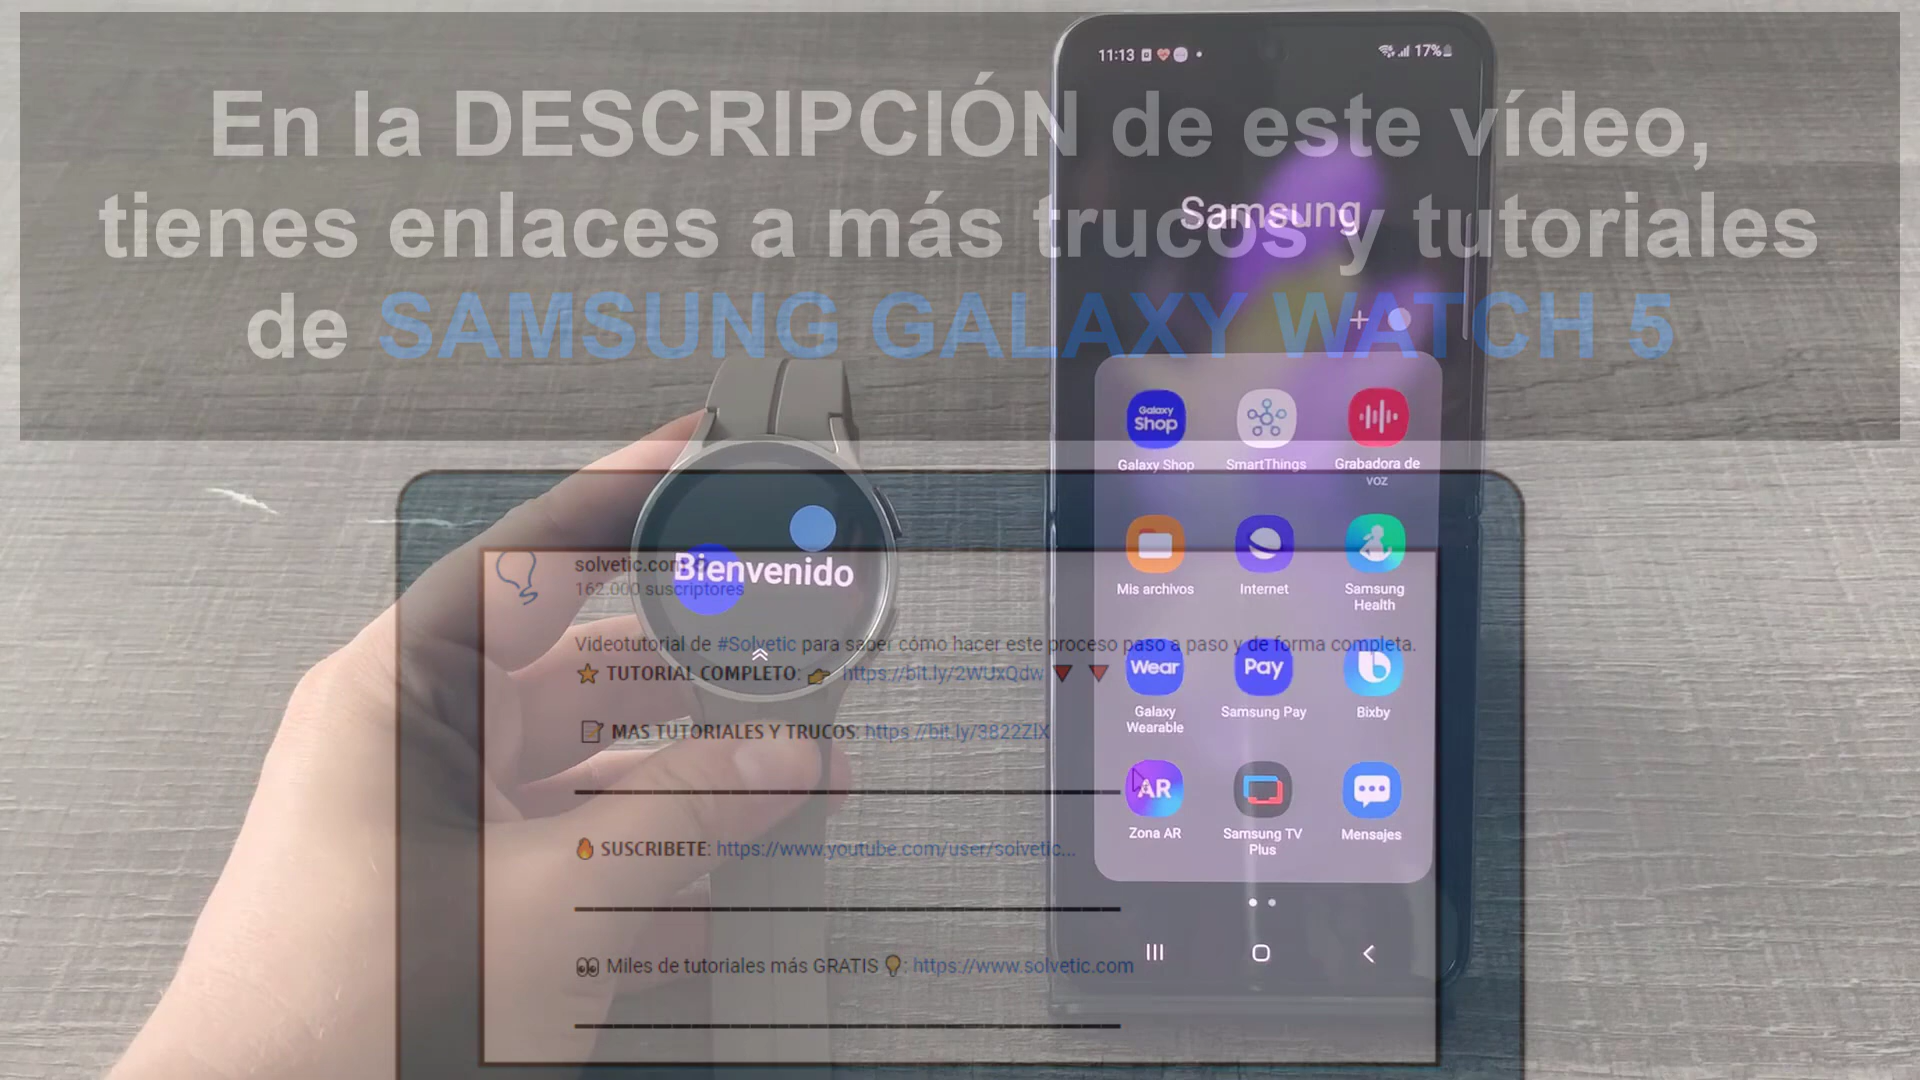 En la DESCRIPCIÓN de este vídeo,
tienes enlaces a más trucos y tutoriales
de SAMSUNG GALAXY WATCH 5
11:13
17%
Samsung
Galaxy Shop
Galaxy Shop
SmartThings
Grabadora de
voz
Mis archivos
Internet
Samsung
Health
Wear
Galaxy
Wearable
Pay
Samsung Pay
Bixby
AR
Zona AR
Samsung TV
Plus
Mensajes
Bienvenido
solvetic.com
162.000 suscriptores
Videotutorial de #Solvetic para saber cómo hacer este proceso paso a paso y de forma completa.
TUTORIAL COMPLETO: https://bit.ly/2WUxQdw
MAS TUTORIALES Y TRUCOS: https://bit.ly/3822ZlX
SUSCRIBETE: https://www.youtube.com/user/solvetic...
Miles de tutoriales más GRATIS : https://www.solvetic.com